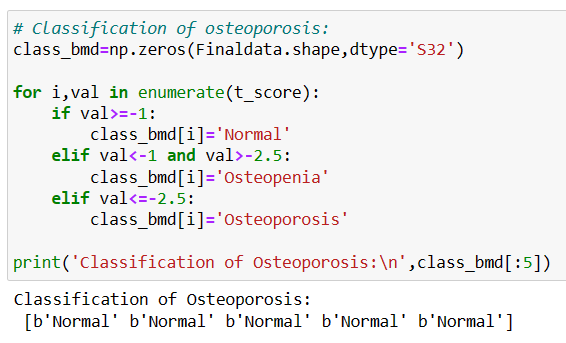 # Classification of osteoporosis:
class_bmd=np.zeros(Finaldata.shape,dtype='S32')
for i,val in enumerate(t_score):
    if val>=-1:
        class_bmd[i]='Normal'
    elif val<-1 and val>-2.5:
        class_bmd[i]='Osteopenia'
    elif val<=-2.5:
        class_bmd[i]='Osteoporosis'
print('Classification of Osteoporosis:\n',class_bmd[:5])
Classification of Osteoporosis:
 [b'Normal' b'Normal' b'Normal' b'Normal' b'Normal']